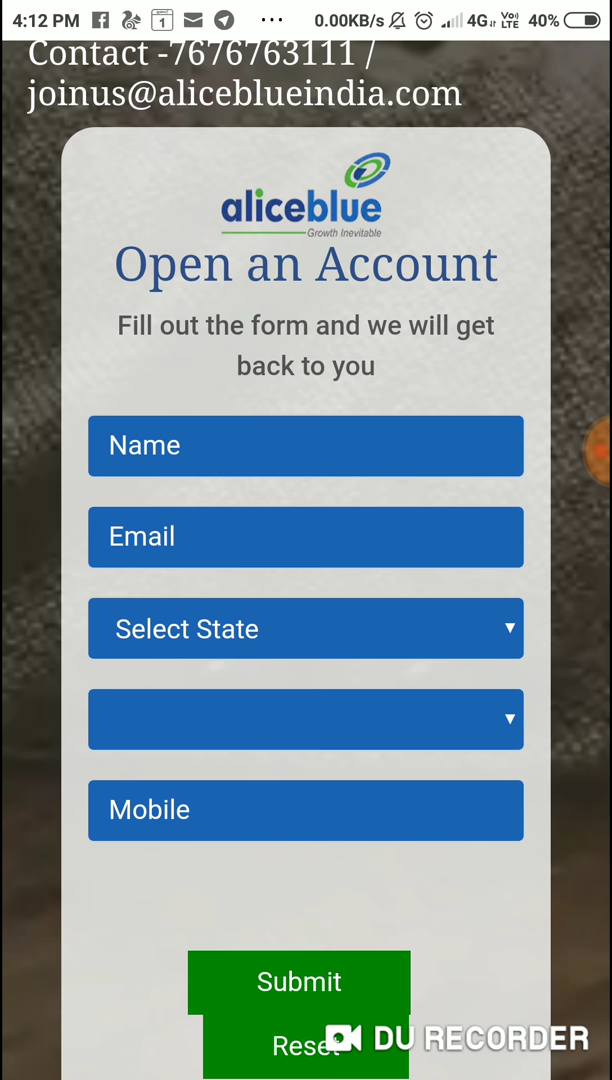 4:12 PM 1 ... 0.00KB/s 4G VoLTE 40%
Contact -7676763111 /
joinus@aliceblueindia.com
aliceblue
Growth Inevitable
Open an Account
Fill out the form and we will get
back to you
Name
Email
Select State
Mobile
Submit
Reset
DU RECORDER